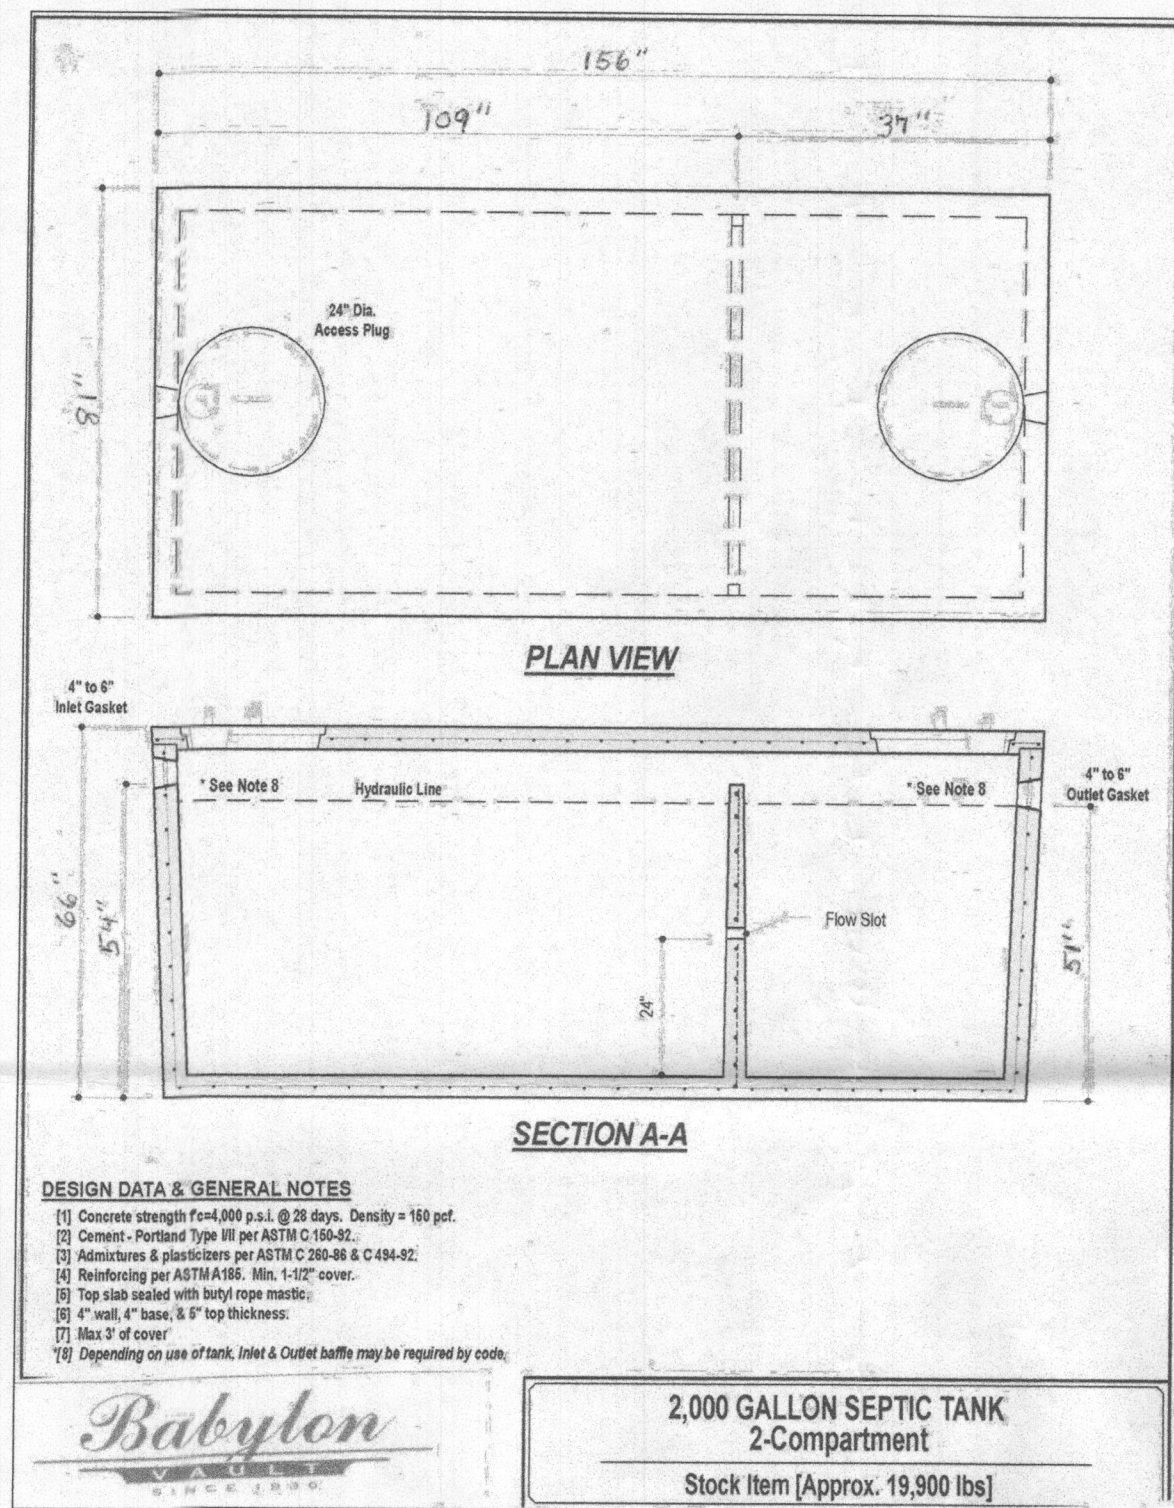 156"
109"
37"
24" Dia.
Access Plug
81"
PLAN VIEW
4" to 6"
Inlet Gasket
* See Note 8
Hydraulic Line
* See Note 8
4" to 6"
Outlet Gasket
66"
54"
Flow Slot
24"
51"
SECTION A-A
DESIGN DATA & GENERAL NOTES
[1] Concrete strength f'c=4,000 p.s.i. @ 28 days. Density = 150 pcf.
[2] Cement - Portland Type I/II per ASTM C 150-92.
[3] Admixtures & plasticizers per ASTM C 260-86 & C 494-92.
[4] Reinforcing per ASTM A185. Min. 1-1/2" cover.
[5] Top slab sealed with butyl rope mastic.
[6] 4" wall, 4" base, & 5" top thickness.
[7] Max 3' of cover
*[8] Depending on use of tank, Inlet & Outlet baffle may be required by code.
Babylon
VAULT
SINCE 1930
2,000 GALLON SEPTIC TANK
2-Compartment
Stock Item [Approx. 19,900 lbs]